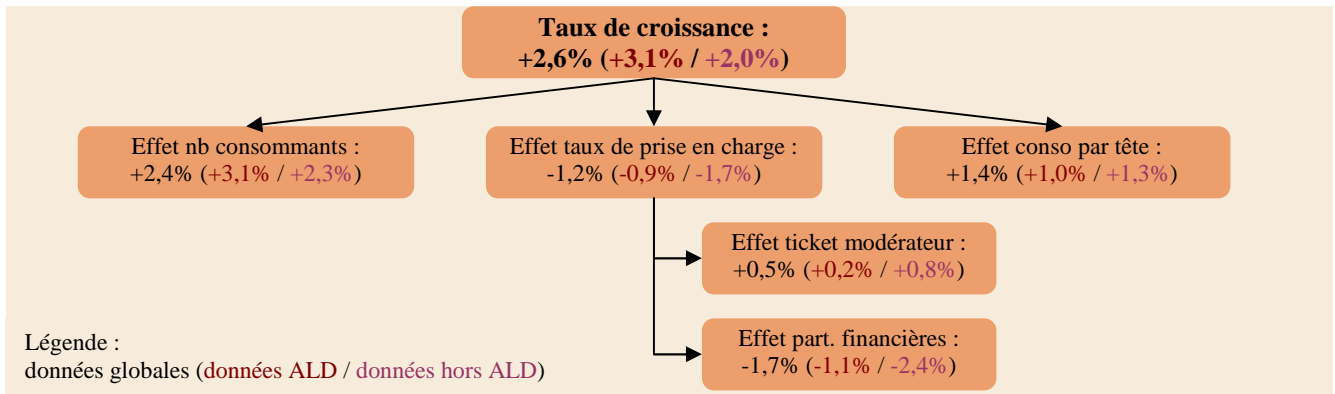 Taux de croissance :
+2,6% (+3,1% / +2,0%)
Effet nb consommants :
+2,4% (+3,1% / +2,3%)
Effet taux de prise en charge :
-1,2% (-0,9% / -1,7%)
Effet conso par tête :
+1,4% (+1,0% / +1,3%)
Effet ticket modérateur :
+0,5% (+0,2% / +0,8%)
Effet part. financières :
-1,7% (-1,1% / -2,4%)
Légende :
données globales (données ALD / données hors ALD)